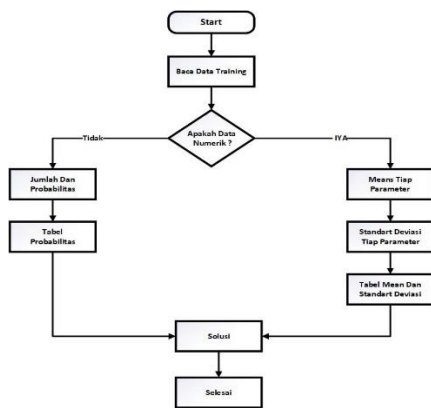 Start
Baca Data Training
Apakah Data
Numerik ?
Tidak
IYA
Jumlah Dan
Probabilitas
Tabel
Probabilitas
Means Tiap
Parameter
Standart Deviasi
Tiap Parameter
Tabel Mean Dan
Standart Deviasi
Solusi
Selesai